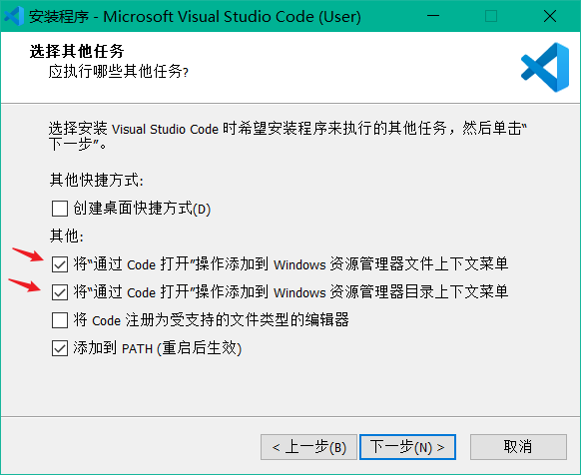 安装程序 - Microsoft Visual Studio Code (User)
选择其他任务
应执行哪些其他任务?
选择安装 Visual Studio Code 时希望安装程序来执行的其他任务，然后单击“
下一步”。
其他快捷方式:
创建桌面快捷方式(D)
其他:
将“通过 Code 打开”操作添加到 Windows 资源管理器文件上下文菜单
将“通过 Code 打开”操作添加到 Windows 资源管理器目录上下文菜单
将 Code 注册为受支持的文件类型的编辑器
添加到 PATH (重启后生效)
< 上一步(B) 下一步(N) > 取消